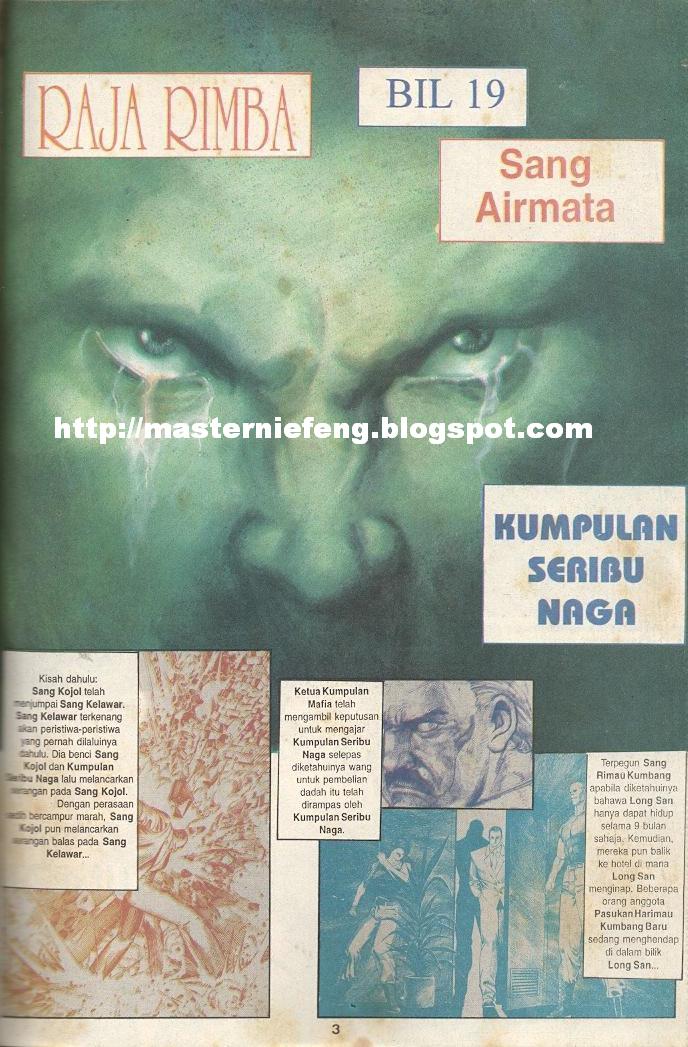 RAJA RIMBA
BIL 19
Sang
Airmata
http://masterniefeng.blogspot.com
KUMPULAN
SERIBU
NAGA
Kisah dahulu:
Sang Kojol telah
menjumpai Sang Kelawar.
Sang Kelawar terkenang
akan peristiwa-peristiwa
yang pernah dilaluinya
dahulu. Dia benci Sang
Kojol dan Kumpulan
Seribu Naga lalu melancarkan
serangan pada Sang Kojol.
Dengan perasaan
sedih bercampur marah, Sang
Kojol pun melancarkan
serangan balas pada Sang
Kelawar...
Ketua Kumpulan
Mafia telah
mengambil keputusan
untuk mengajar
Kumpulan Seribu
Naga selepas
diketahuinya wang
untuk pembelian
dadah itu telah
dirampas oleh
Kumpulan Seribu
Naga.
Terpegun Sang
Rimau Kumbang
apabila diketahuinya
bahawa Long San
hanya dapat hidup
selama 9 bulan
sahaja. Kemudian,
mereka pun balik
ke hotel di mana
Long San
menginap. Beberapa
orang anggota
Pasukan Harimau
Kumbang Baru
sedang menghendap
di dalam bilik
Long San...
3